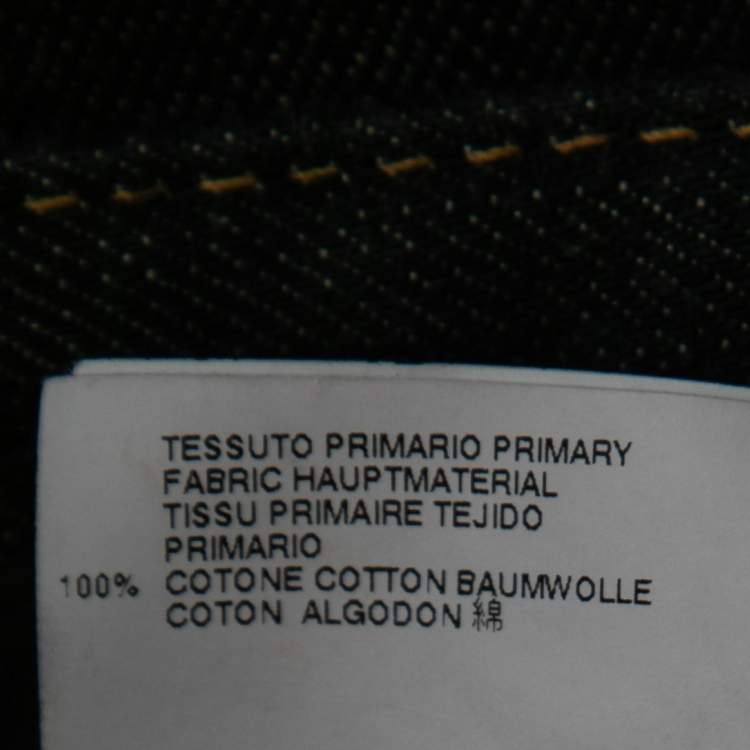 TESSUTO PRIMARIO PRIMARY
FABRIC HAUPTMATERIAL
TISSU PRIMAIRE TEJIDO
PRIMARIO
100% COTONE COTTON BAUMWOLLE
COTON ALGODON 綿